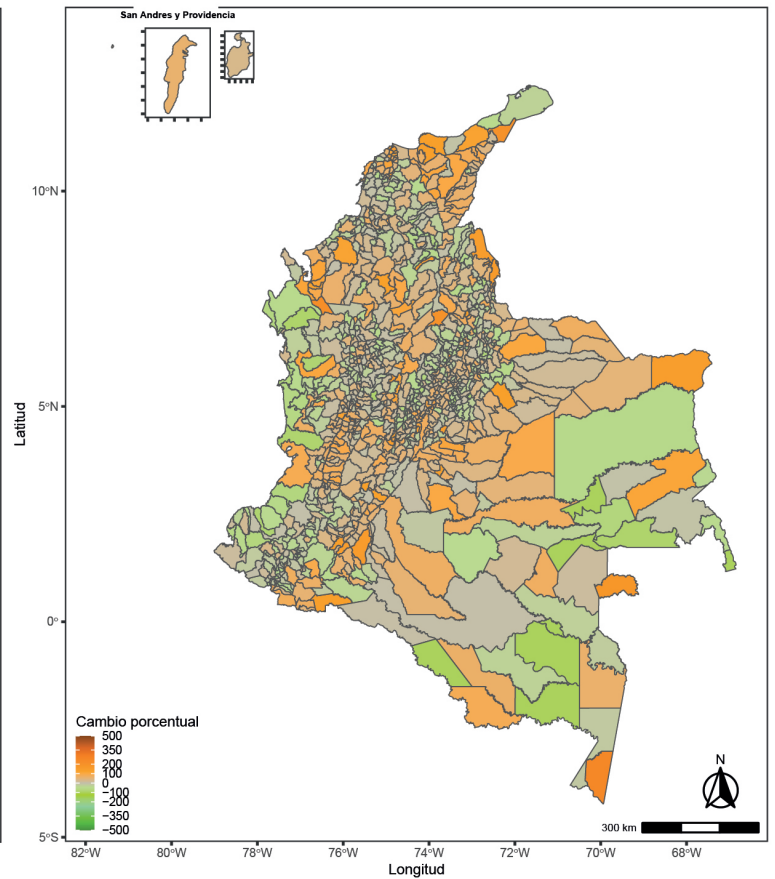 San Andres y Providencia
10°N
5°N
0°
5°S
Latitud
Cambio porcentual
500
350
200
100
0
−100
−200
−350
−500
N
300 km
82°W 80°W 78°W 76°W 74°W 72°W 70°W 68°W
Longitud